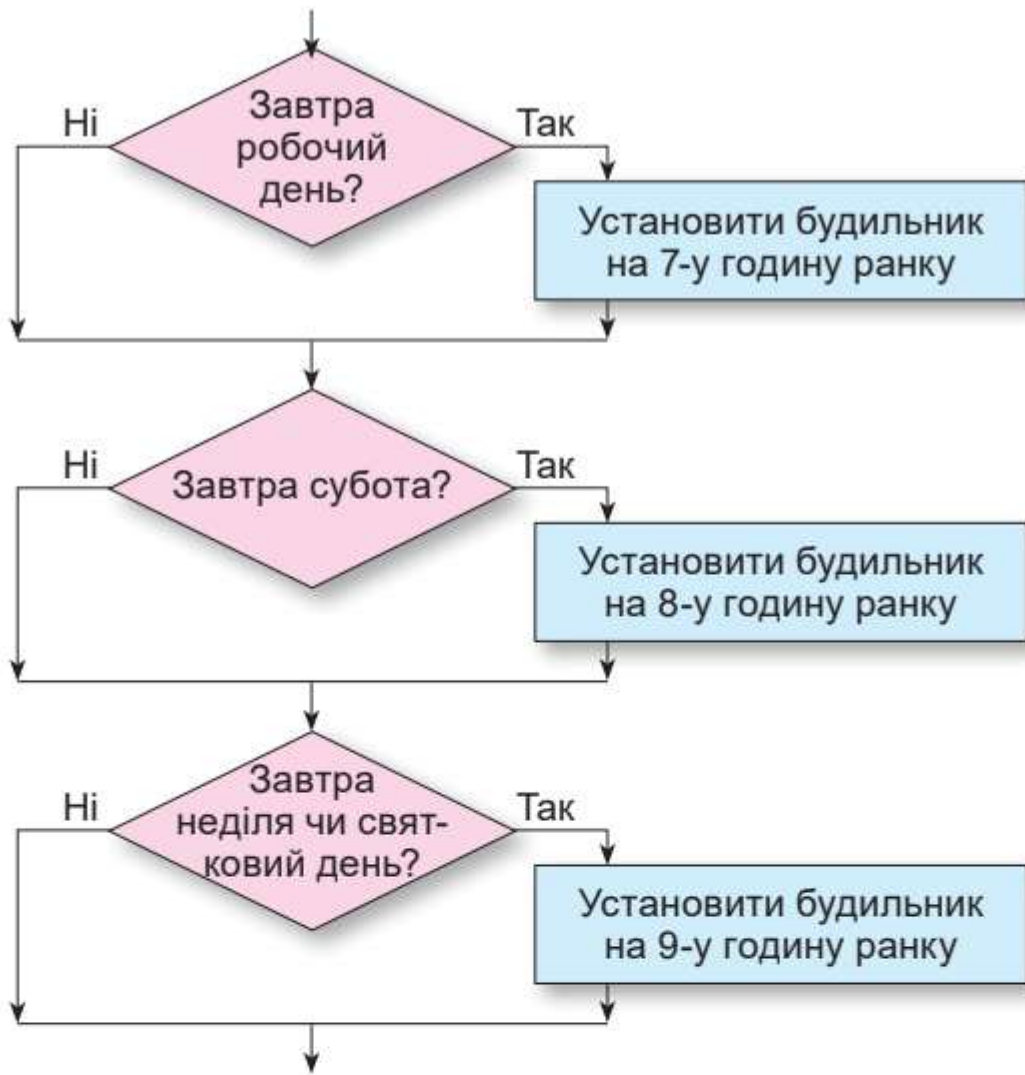 Завтра
робочий
день?
Ні
Так
Установити будильник
на 7-у годину ранку
Завтра субота?
Ні
Так
Установити будильник
на 8-у годину ранку
Завтра
неділя чи свят-
ковий день?
Ні
Так
Установити будильник
на 9-у годину ранку